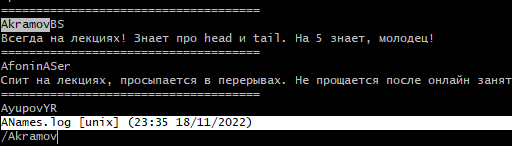 ====================================
AkramovBS
Всегда на лекциях! Знает про head и tail. На 5 знает, молодец!
====================================
AfoninASer
Спит на лекциях, просыпается в перерывах. Не прощается после онлайн занят
====================================
AyupovYR
ANames.log [unix] (23:35 18/11/2022)
/Akramov